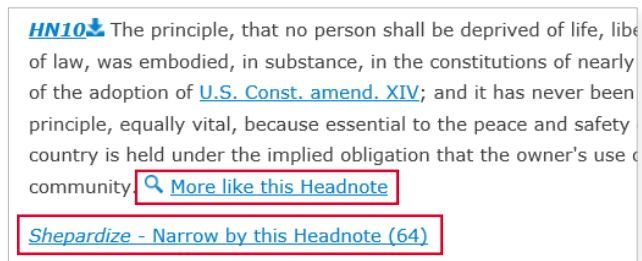 HN10 The principle, that no person shall be deprived of life,
of law, was embodied, in substance, in the constitutions of nearly
of the adoption of U.S. Const. amend. XIV; and it has never been
principle, equally vital, because essential to the peace and safety
country is held under the implied obligation that the owner's use
community. More like this Headnote
Shepardize - Narrow by this Headnote (64)